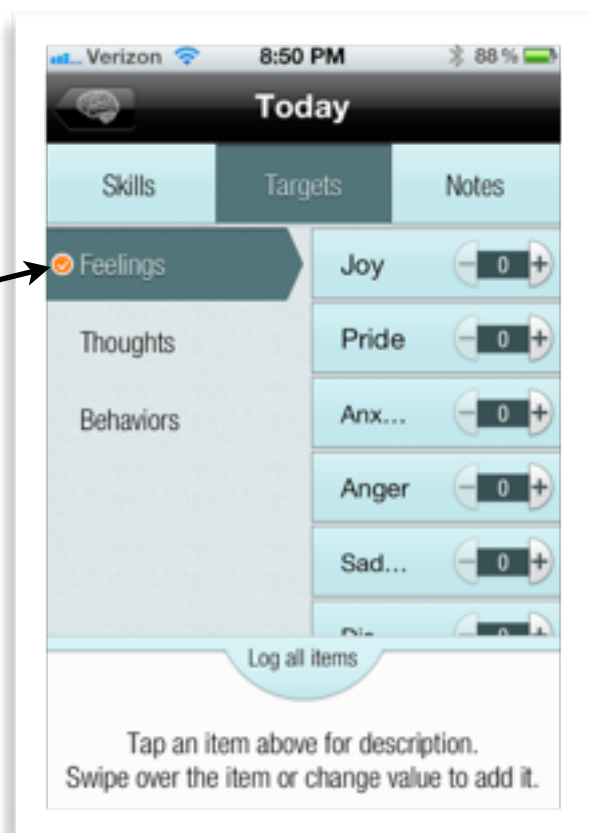 Verizon 8:50 PM 88%
Today
Skills Targets Notes
Feelings Joy 0
Thoughts Pride 0
Behaviors Anx... 0
Anger 0
Sad... 0
0
Log all items
Tap an item above for description.
Swipe over the item or change value to add it.